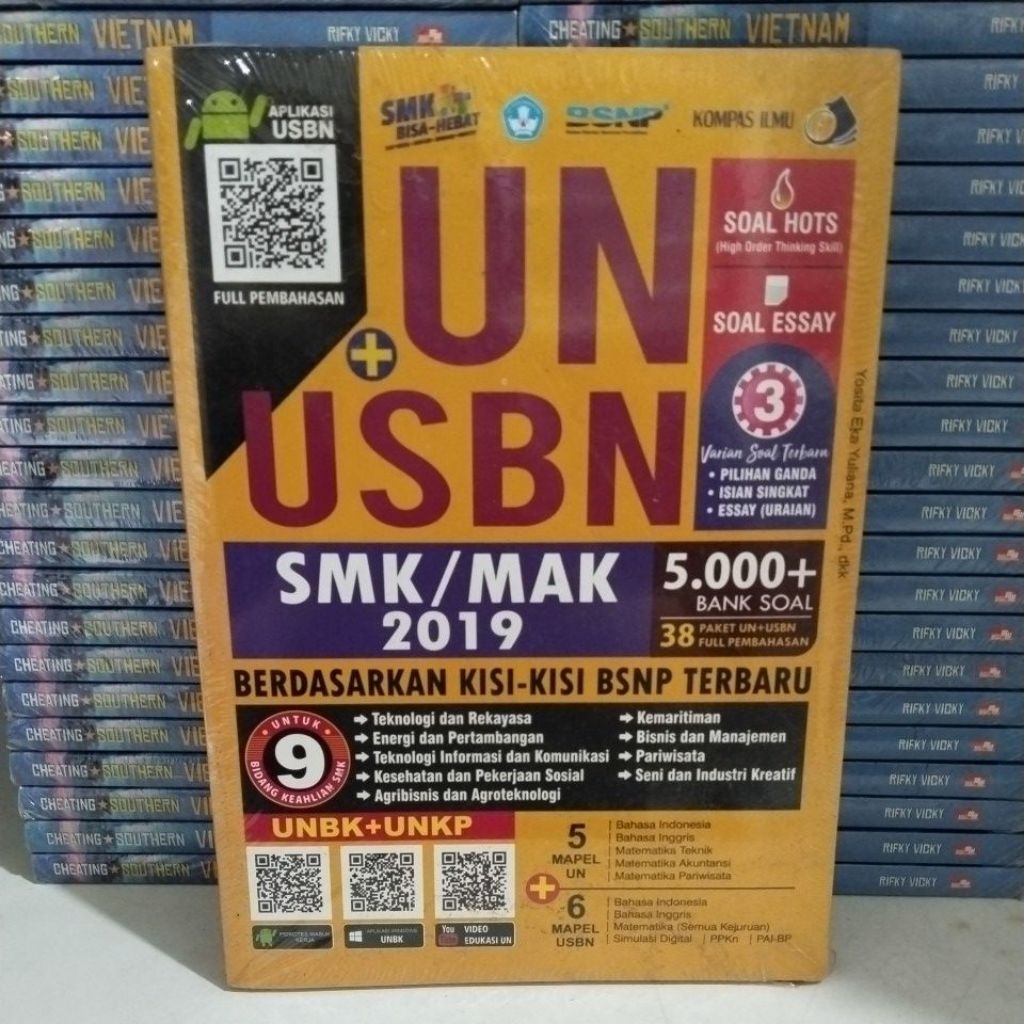 CHEATING SOUTHERN VIETNAM RIFKY VICKY
APLIKASI
USBN
FULL PEMBAHASAN
SMK
BISA-HEBAT
BSNP
KOMPAS ILMU
UN
+
USBN
SOAL HOTS
(High Order Thinking Skill)
SOAL ESSAY
3
Varian Soal Terbaru
• PILIHAN GANDA
• ISIAN SINGKAT
• ESSAY (URAIAN)
Yosita Eka Yuliana, M.Pd., dkk
SMK/MAK
2019
5.000+
BANK SOAL
38 PAKET UN+USBN
FULL PEMBAHASAN
BERDASARKAN KISI-KISI BSNP TERBARU
UNTUK
9
BIDANG KEAHLIAN SMK
Teknologi dan Rekayasa
Energi dan Pertambangan
Teknologi Informasi dan Komunikasi
Kesehatan dan Pekerjaan Sosial
Agribisnis dan Agroteknologi
Kemaritiman
Bisnis dan Manajemen
Pariwisata
Seni dan Industri Kreatif
UNBK+UNKP
PSIKOTES MASUK
KERJA
APLIKASI WINDOWS
UNBK
You
VIDEO
EDUKASI UN
5
MAPEL
UN
Bahasa Indonesia
Bahasa Inggris
Matematika Teknik
Matematika Akuntansi
Matematika Pariwisata
+
6
MAPEL
USBN
Bahasa Indonesia
Bahasa Inggris
Matematika (Semua Kejuruan)
Simulasi Digital | PPKn | PAI-BP